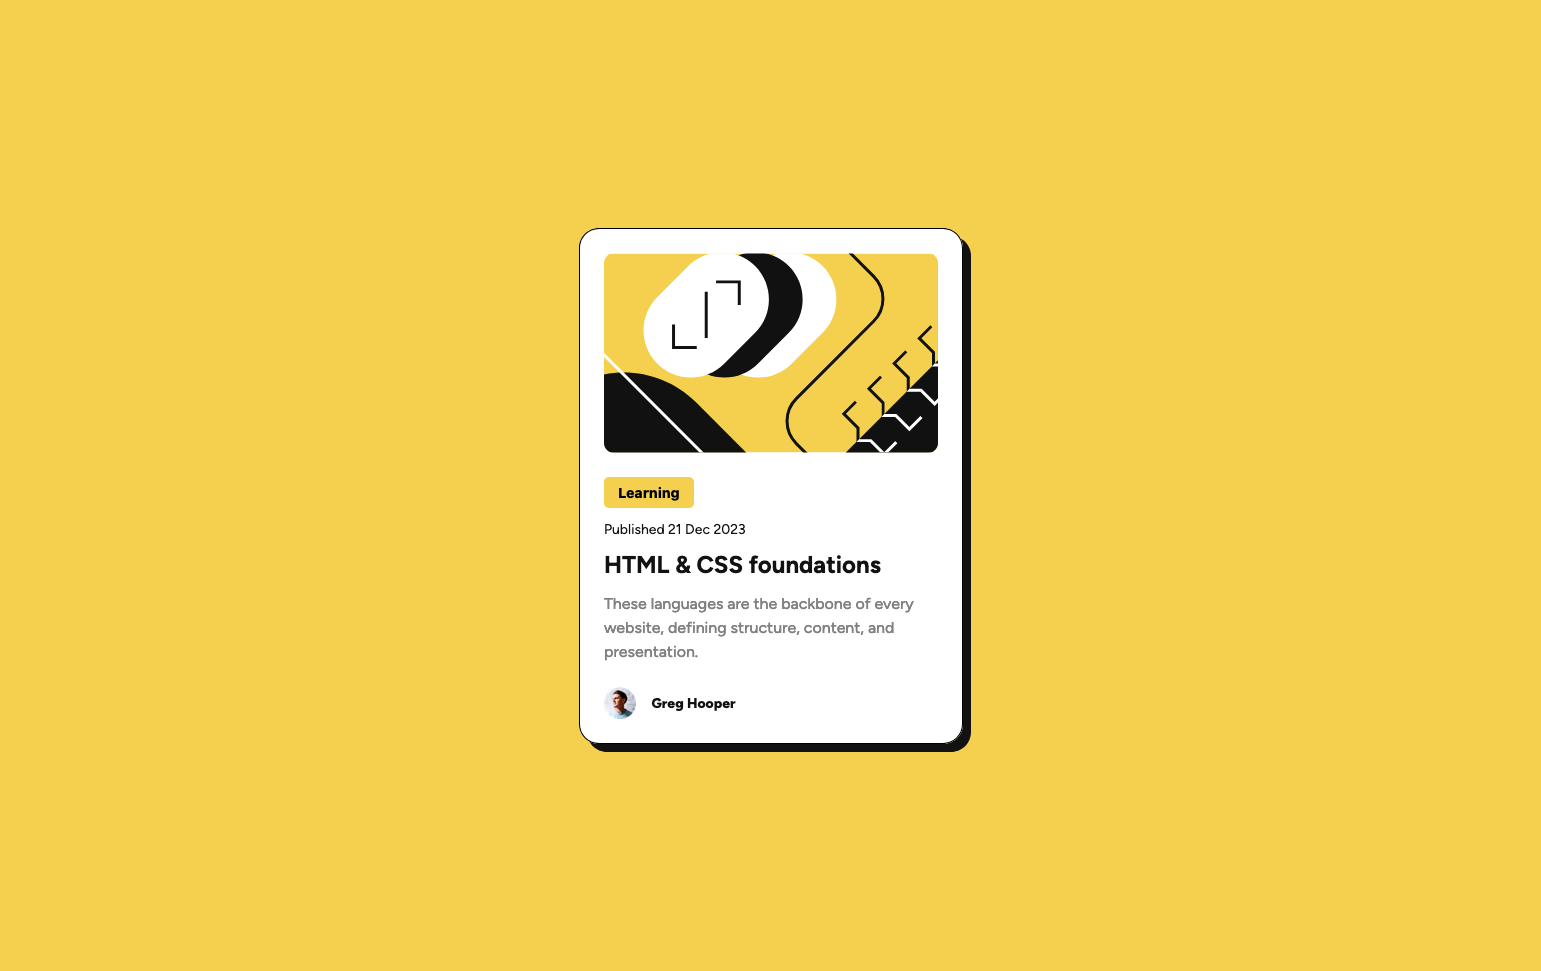 Learning
Published 21 Dec 2023
HTML & CSS foundations
These languages are the backbone of every
website, defining structure, content, and
presentation.
Greg Hooper